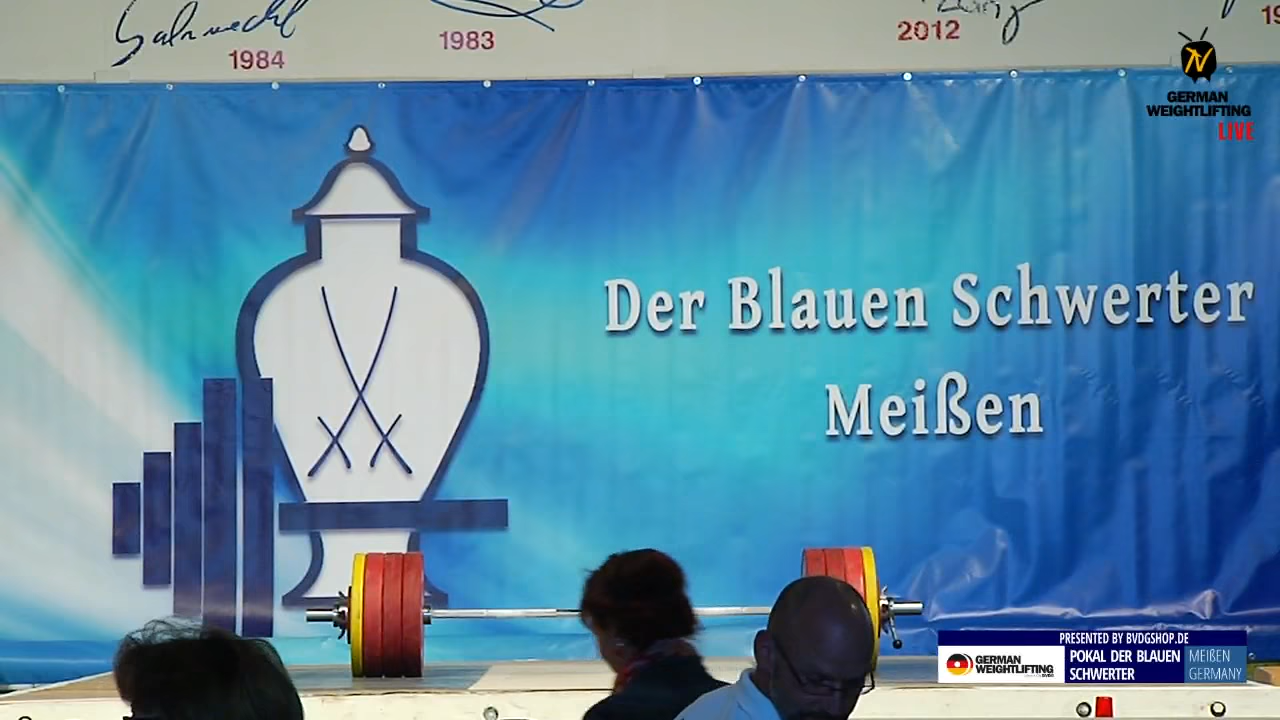 1984
1983
2012
GERMAN
WEIGHTLIFTING
LIVE
Der Blauen Schwerter
Meißen
PRESENTED BY BVDGSHOP.DE
GERMAN
WEIGHTLIFTING
POKAL DER BLAUEN
SCHWERTER
MEIßEN
GERMANY